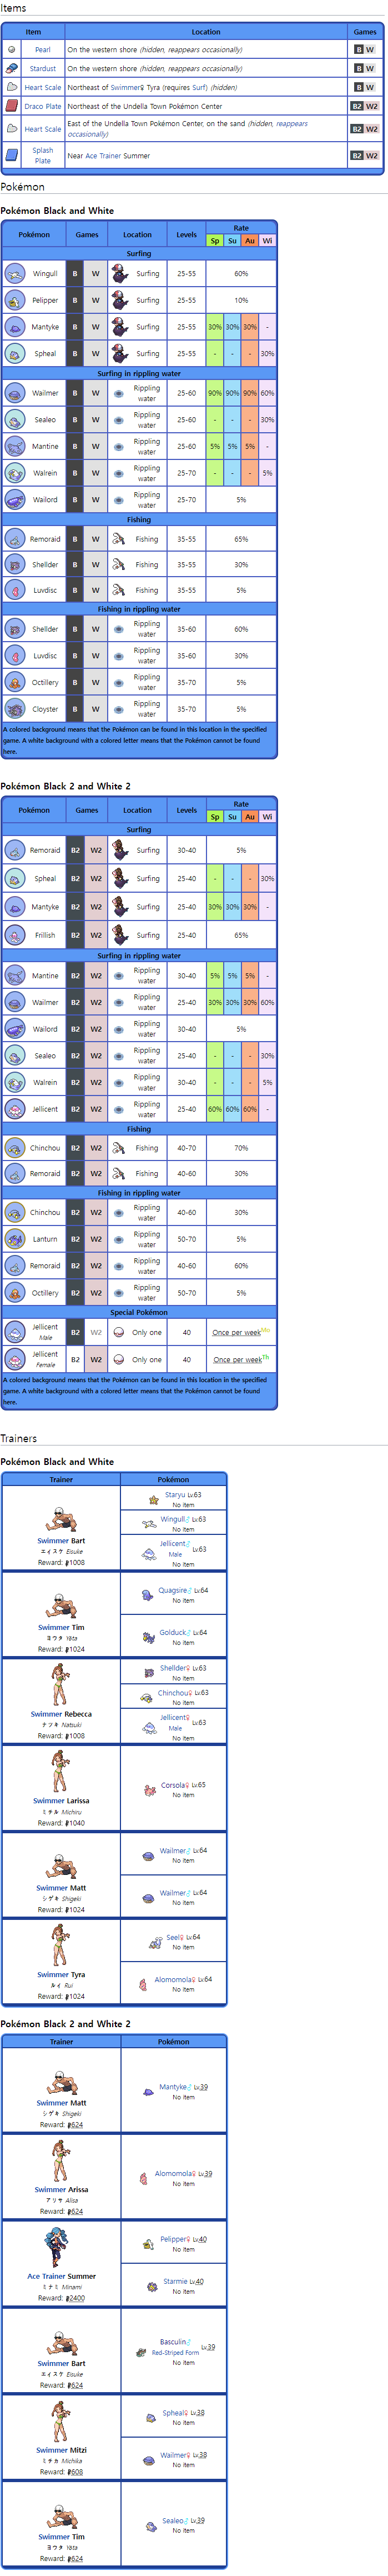 Items
Item Location Games
Pearl On the western shore (hidden, reappears occasionally) B W
Stardust On the western shore (hidden, reappears occasionally) B W
Heart Scale Northeast of Swimmer♀ Tyra (requires Surf) (hidden) B W
Draco Plate Northeast of the Undella Town Pokémon Center B2 W2
Heart Scale East of the Undella Town Pokémon Center, on the sand (hidden, reappears
occasionally) B2 W2
Splash
Plate Near Ace Trainer Summer B2 W2
Pokémon
Pokémon Black and White
Pokémon Games Location Levels Rate
Sp Su Au Wi
Surfing
Wingull B W Surfing 25-55 60%
Pelipper B W Surfing 25-55 10%
Mantyke B W Surfing 25-55 30% 30% 30% -
Spheal B W Surfing 25-55 - - - 30%
Surfing in rippling water
Wailmer B W Rippling water 25-60 90% 90% 90% 60%
Sealeo B W Rippling water 25-60 - - - 30%
Mantine B W Rippling water 25-60 5% 5% 5% -
Walrein B W Rippling water 25-70 - - - 5%
Wailord B W Rippling water 25-70 5%
Fishing
Remoraid B W Fishing 35-55 65%
Shellder B W Fishing 35-55 30%
Luvdisc B W Fishing 35-55 5%
Fishing in rippling water
Shellder B W Rippling water 35-60 60%
Luvdisc B W Rippling water 35-60 30%
Octillery B W Rippling water 35-70 5%
Cloyster B W Rippling water 35-70 5%
A colored background means that the Pokémon can be found in this location in the specified
game. A white background with a colored letter means that the Pokémon cannot be found
here.
Pokémon Black 2 and White 2
Pokémon Games Location Levels Rate
Sp Su Au Wi
Surfing
Remoraid B2 W2 Surfing 30-40 5%
Spheal B2 W2 Surfing 25-40 - - - 30%
Mantyke B2 W2 Surfing 25-40 30% 30% 30% -
Frillish B2 W2 Surfing 25-40 65%
Surfing in rippling water
Mantine B2 W2 Rippling water 30-40 5% 5% 5% -
Wailmer B2 W2 Rippling water 25-40 30% 30% 30% 60%
Wailord B2 W2 Rippling water 30-40 5%
Sealeo B2 W2 Rippling water 25-40 - - - 30%
Walrein B2 W2 Rippling water 30-40 - - - 5%
Jellicent B2 W2 Rippling water 25-40 60% 60% 60% -
Fishing
Chinchou B2 W2 Fishing 40-70 70%
Remoraid B2 W2 Fishing 40-60 30%
Fishing in rippling water
Chinchou B2 W2 Rippling water 40-60 30%
Lanturn B2 W2 Rippling water 50-70 5%
Remoraid B2 W2 Rippling water 40-60 60%
Octillery B2 W2 Rippling water 50-70 5%
Special Pokémon
Jellicent Male B2 W2 Only one 40 Once per week Mo
Jellicent Female B2 W2 Only one 40 Once per week Th
A colored background means that the Pokémon can be found in this location in the specified
game. A white background with a colored letter means that the Pokémon cannot be found
here.
Trainers
Pokémon Black and White
Trainer Pokémon
Swimmer Bart
エイスケ Eisuke
Reward: 1008
Staryu Lv.63
No item
Wingull♂ Lv.63
No item
Jellicent♂ Male Lv.63
No item
Swimmer Tim
ヨウタ Yōta
Reward: 1024
Quagsire♂ Lv.64
No item
Golduck♂ Lv.64
No item
Swimmer Rebecca
ナツキ Natsuki
Reward: 1008
Shellder♀ Lv.63
No item
Chinchou♀ Lv.63
No item
Jellicent♀ Male Lv.63
No item
Swimmer Larissa
ミチル Michiru
Reward: 1040
Corsola♀ Lv.65
No item
Swimmer Matt
シゲキ Shigeki
Reward: 1024
Wailmer♂ Lv.64
No item
Wailmer♂ Lv.64
No item
Swimmer Tyra
ルイ Rui
Reward: 1024
Seel♀ Lv.64
No item
Alomomola♀ Lv.64
No item
Pokémon Black 2 and White 2
Trainer Pokémon
Swimmer Matt
シゲキ Shigeki
Reward: 624
Mantyke♂ Lv.39
No item
Swimmer Arissa
アリサ Alisa
Reward: 624
Alomomola♀ Lv.39
No item
Ace Trainer Summer
ミナミ Minami
Reward: 2400
Pelipper♀ Lv.40
No item
Starmie Lv.40
No item
Swimmer Bart
エイスケ Eisuke
Reward: 624
Basculin♂
Red-Striped Form Lv.39
No item
Swimmer Mitzi
ミチカ Michika
Reward: 608
Spheal♀ Lv.38
No item
Wailmer♀ Lv.38
No item
Swimmer Tim
ヨウタ Yōta
Reward: 624
Sealeo♂ Lv.39
No item